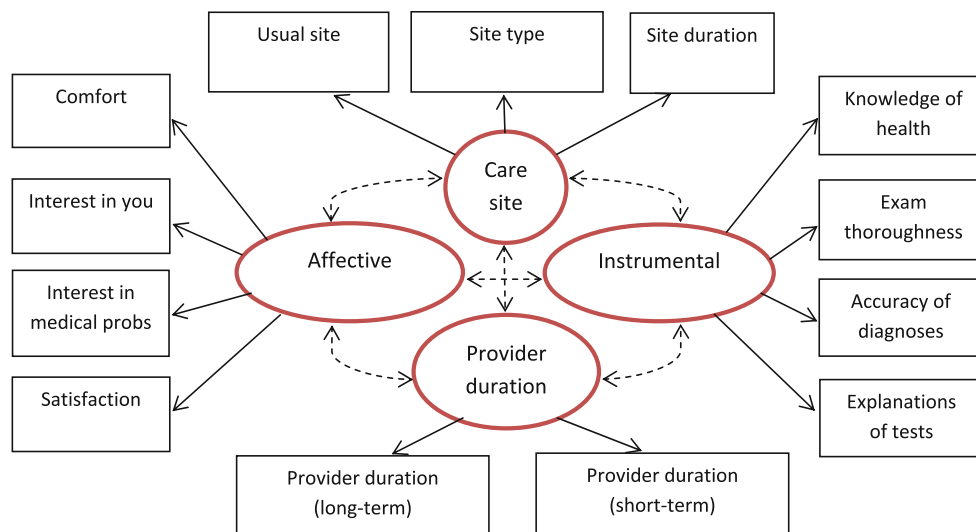 Usual site
Site type
Site duration
Comfort
Knowledge of
health
Care
site
Interest in you
Exam
thoroughness
Affective
Instrumental
Interest in
medical probs
Accuracy of
diagnoses
Provider
duration
Satisfaction
Explanations
of tests
Provider duration
(long-term)
Provider duration
(short-term)